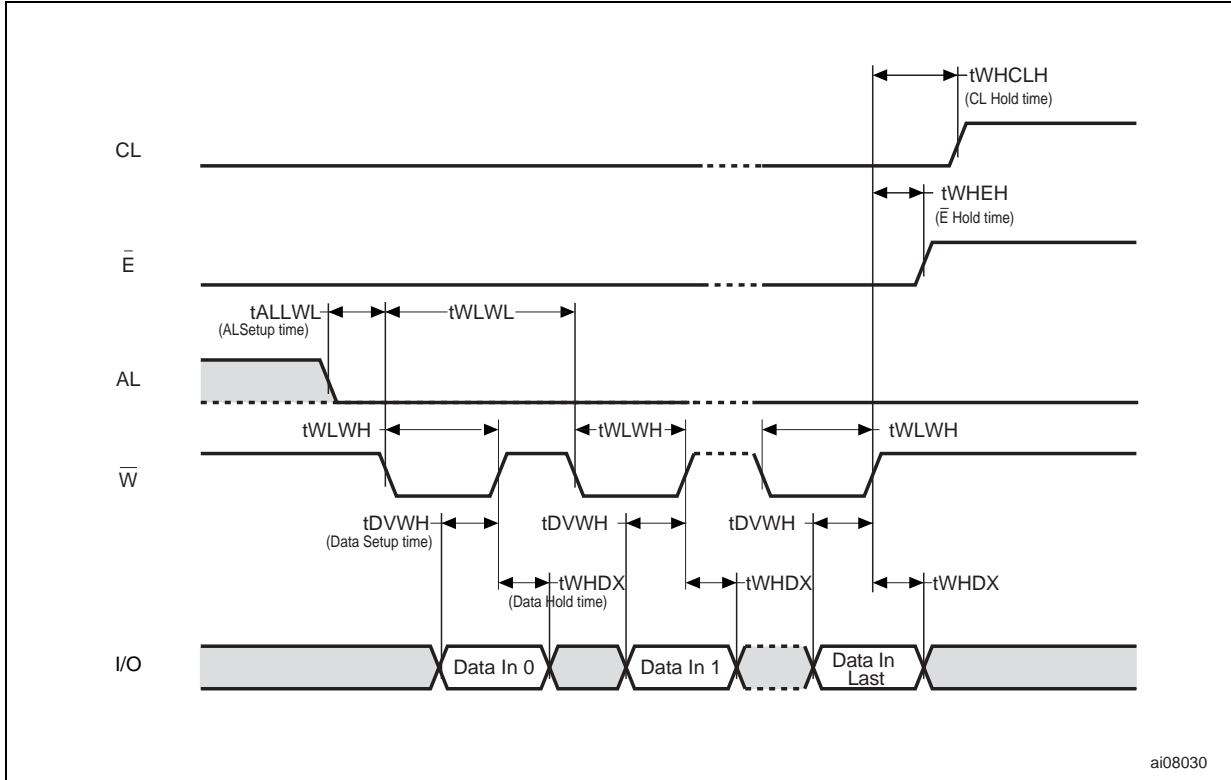 tWHCLH
(CL Hold time)
CL
tWHEH
(E̅ Hold time)
E̅
tALLWL
(ALSetup time)
tWLWL
AL
tWLWH
tWLWH
tWLWH
W̅
tDVWH
(Data Setup time)
tDVWH
tDVWH
tWHDX
(Data Hold time)
tWHDX
tWHDX
I/O
Data In 0
Data In 1
Data In
Last
ai08030